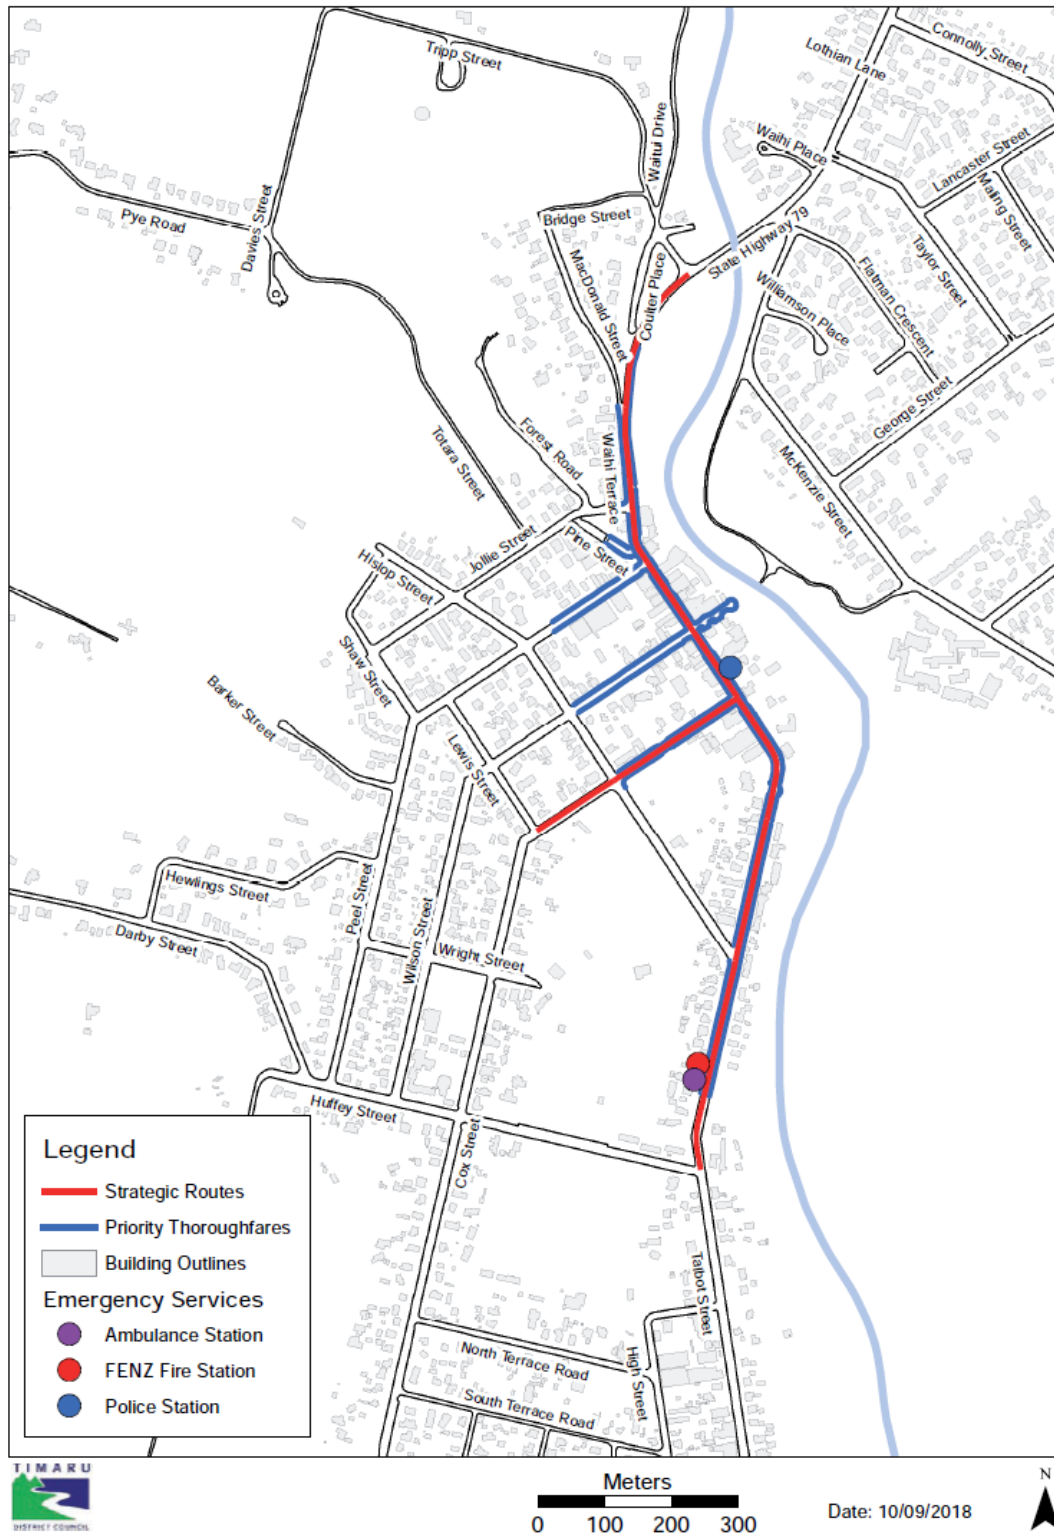 Connolly Street
Lothian Lane
Tripp Street
Waitui Drive
Waihi Place
Lancaster Street
Maling Street
Pye Road
Davies Street
Bridge Street
State Highway 79
Taylor Street
MacDonald Street
Coulter Place
Flatman Crescent
Williamson Place
George Street
Forest Road
Totara Street
Waihi Terrace
McKenzie Street
Jollie Street
Pine Street
Hislop Street
Shaw Street
Barker Street
Lewis Street
Hewlings Street
Peel Street
Wilson Street
Darby Street
Wright Street
Huffey Street
Cox Street
Talbot Street
High Street
North Terrace Road
South Terrace Road
Legend
Strategic Routes
Priority Thoroughfares
Building Outlines
Emergency Services
Ambulance Station
FENZ Fire Station
Police Station
TIMARU
DISTRICT COUNCIL
Meters
0 100 200 300
Date: 10/09/2018
N